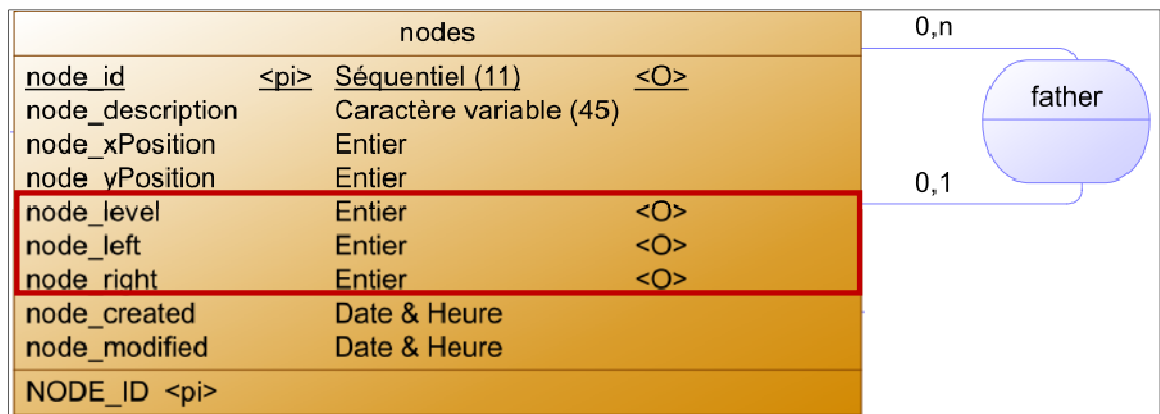 nodes
node_id <pi> Séquentiel (11) <O>
node_description Caractère variable (45)
node_xPosition Entier
node_yPosition Entier
node_level Entier <O>
node_left Entier <O>
node_right Entier <O>
node_created Date & Heure
node_modified Date & Heure
NODE_ID <pi>
0,n
father
0,1